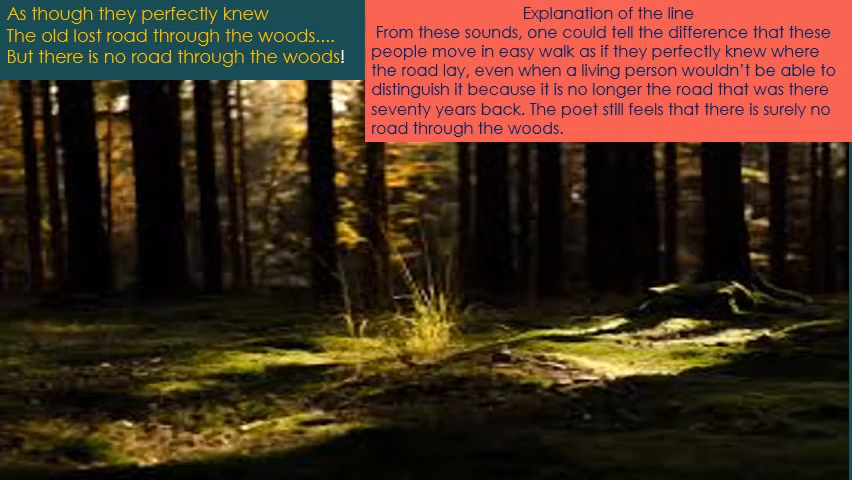 As though they perfectly knew
The old lost road through the woods....
But there is no road through the woods!
Explanation of the line
From these sounds, one could tell the difference that these
people move in easy walk as if they perfectly knew where
the road lay, even when a living person wouldn't be able to
distinguish it because it is no longer the road that was there
seventy years back. The poet still feels that there is surely no
road through the woods.